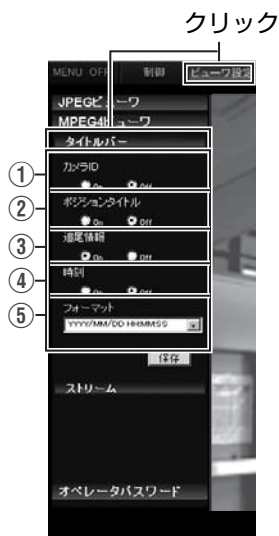 クリック
MENU OFF 制御 ビューワ設定
JPEGビューワ
MPEG4ビューワ
タイトルバー
① カメラID
On Off
② ポジションタイトル
On Off
③ 追尾情報
On Off
④ 時刻
On Off
⑤ フォーマット
YYYY/MM/DD HH:MM:SS
保存
ストリーム
オペレータパスワード